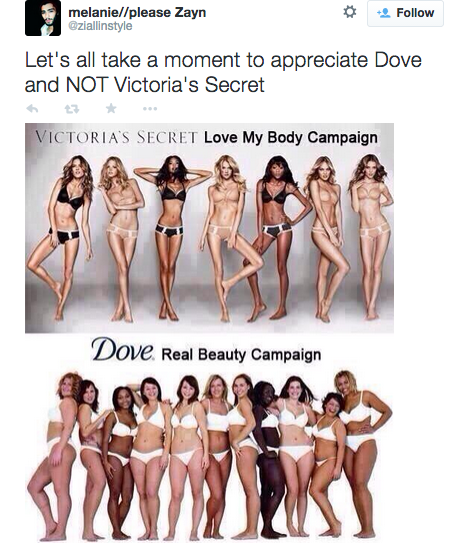 melanie//please Zayn
@ziallinstyle
Follow
Let's all take a moment to appreciate Dove
and NOT Victoria's Secret
VICTORIA'S SECRET Love My Body Campaign
Dove Real Beauty Campaign